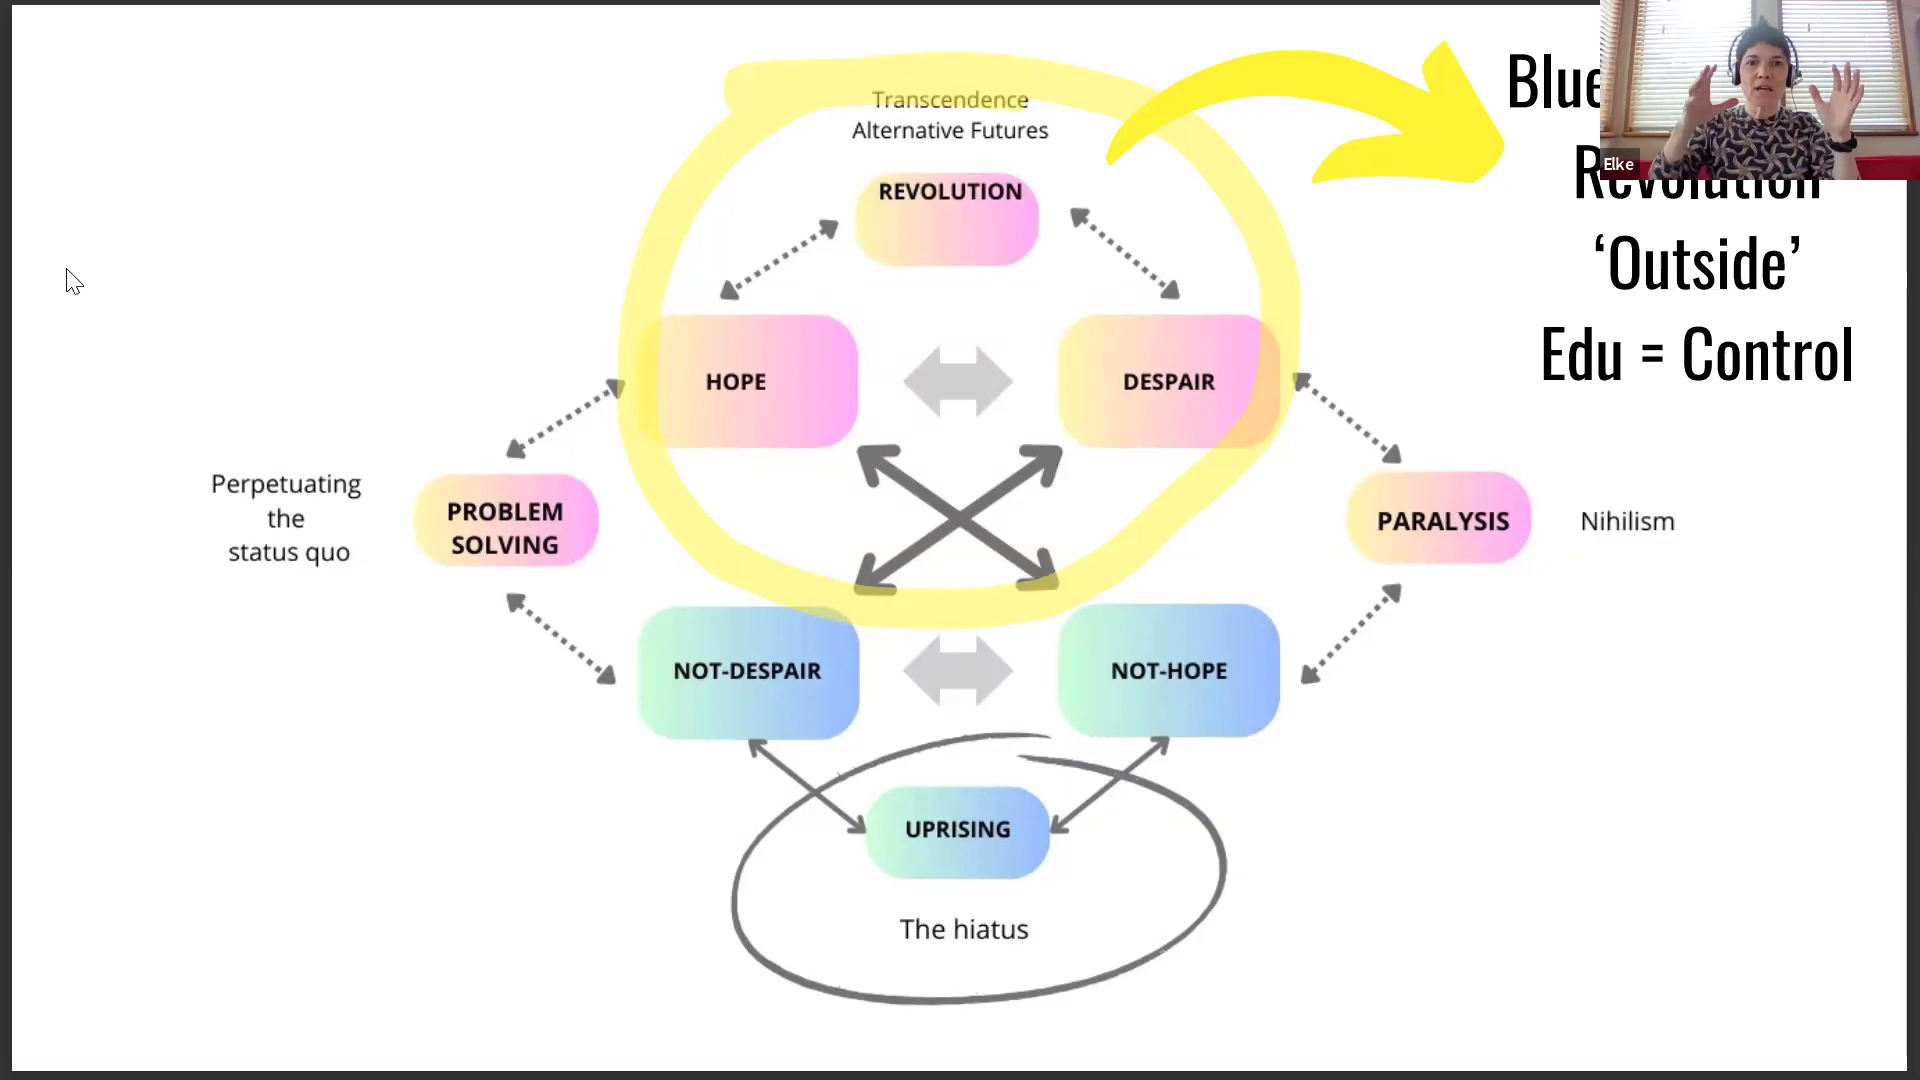 Transcendence
Alternative Futures
REVOLUTION
HOPE
DESPAIR
Perpetuating
the
status quo
PROBLEM
SOLVING
PARALYSIS
Nihilism
NOT-DESPAIR
NOT-HOPE
UPRISING
The hiatus
Elke
Revolution
‘Outside’
Edu = Control